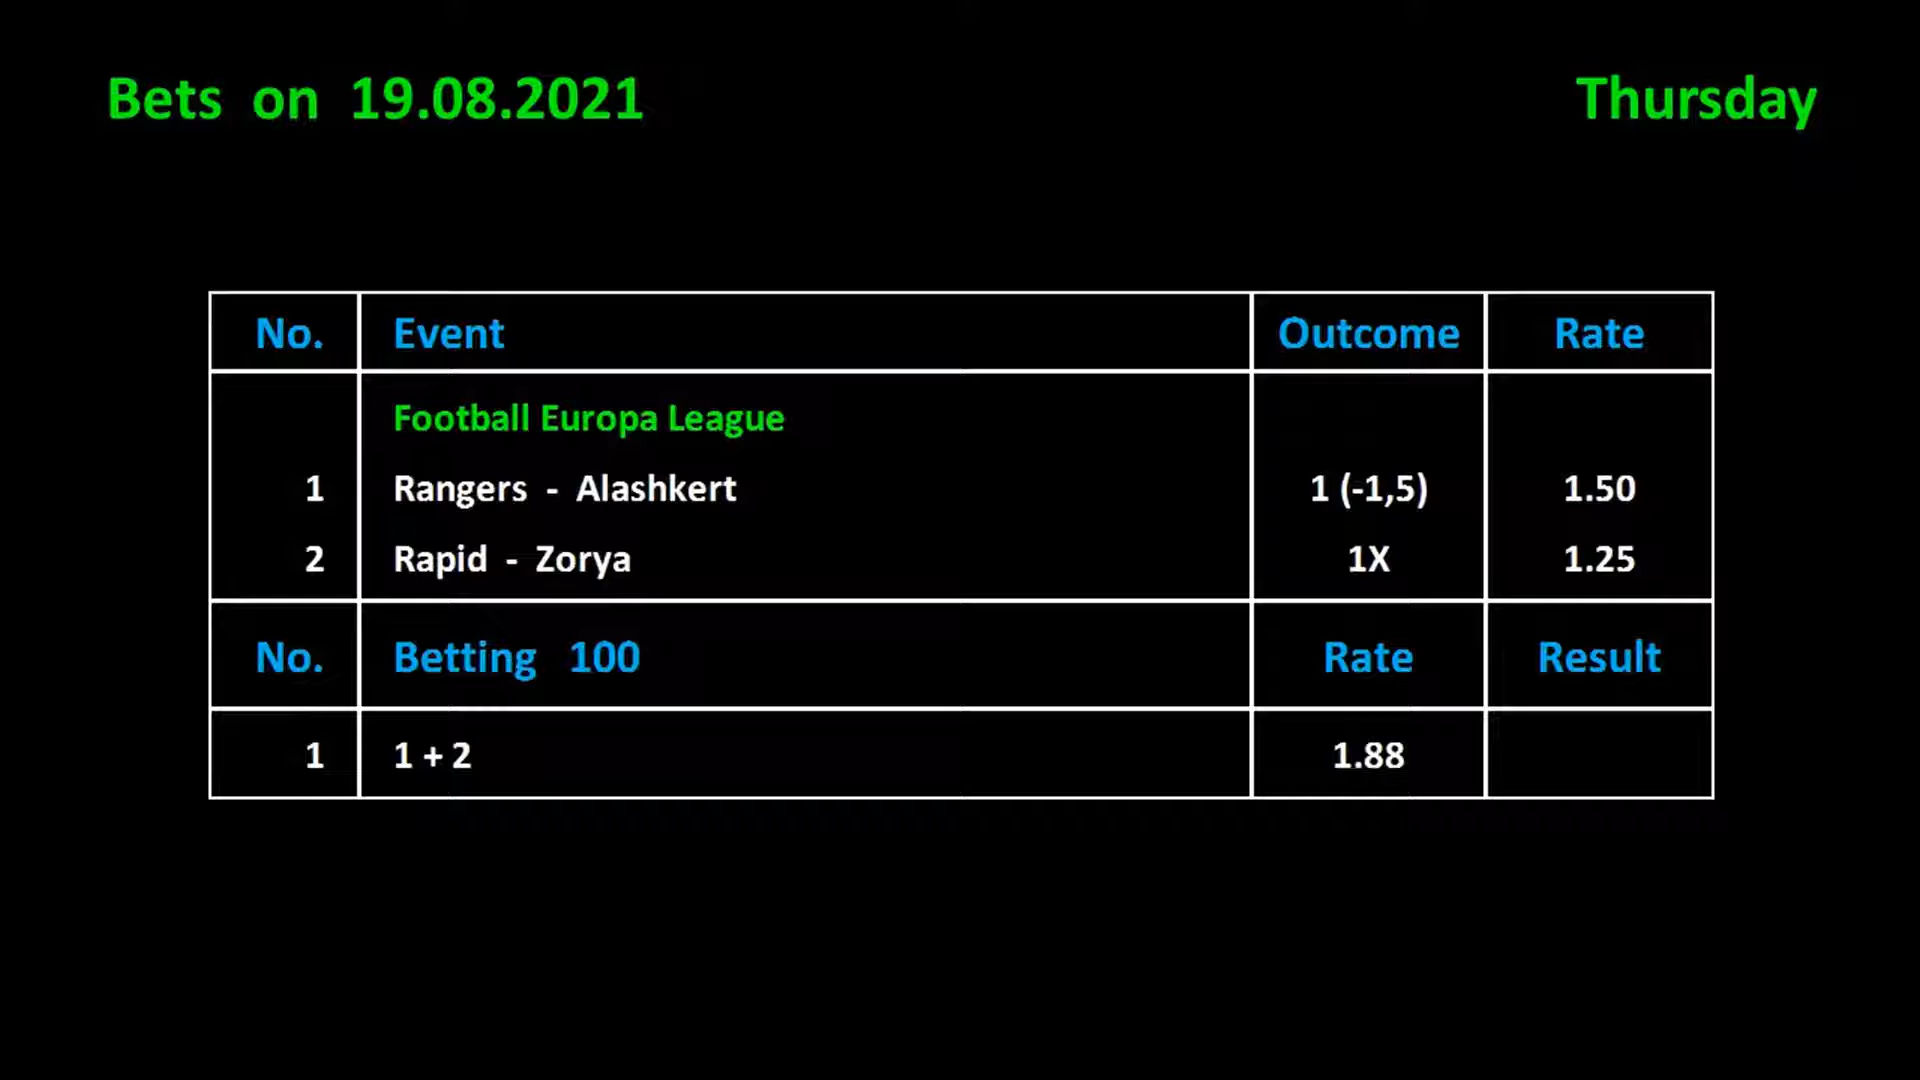 Bets on 19.08.2021 Thursday
No. Event Outcome Rate
Football Europa League
1 Rangers - Alashkert 1 (-1,5) 1.50
2 Rapid - Zorya 1X 1.25
No. Betting 100 Rate Result
1 1 + 2 1.88